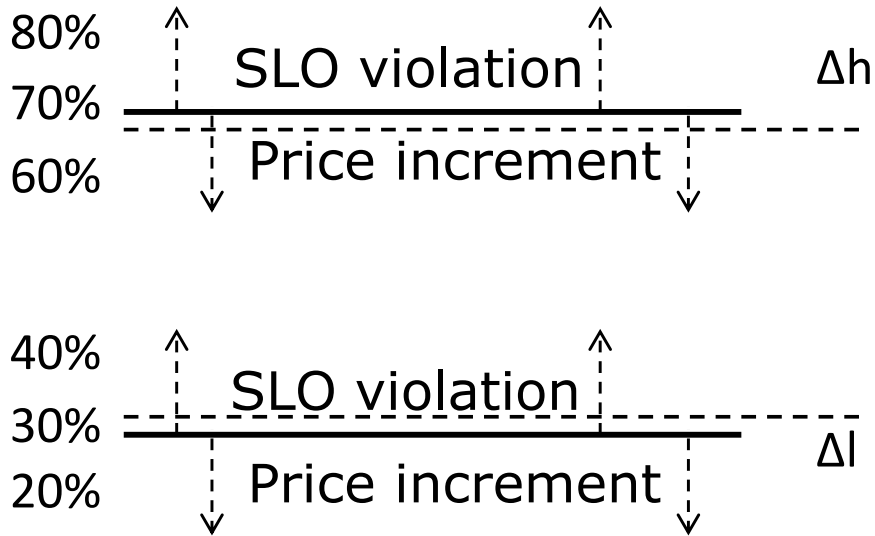 80%
SLO violation
Δh
70%
Price increment
60%
40%
SLO violation
30%
Δl
Price increment
20%